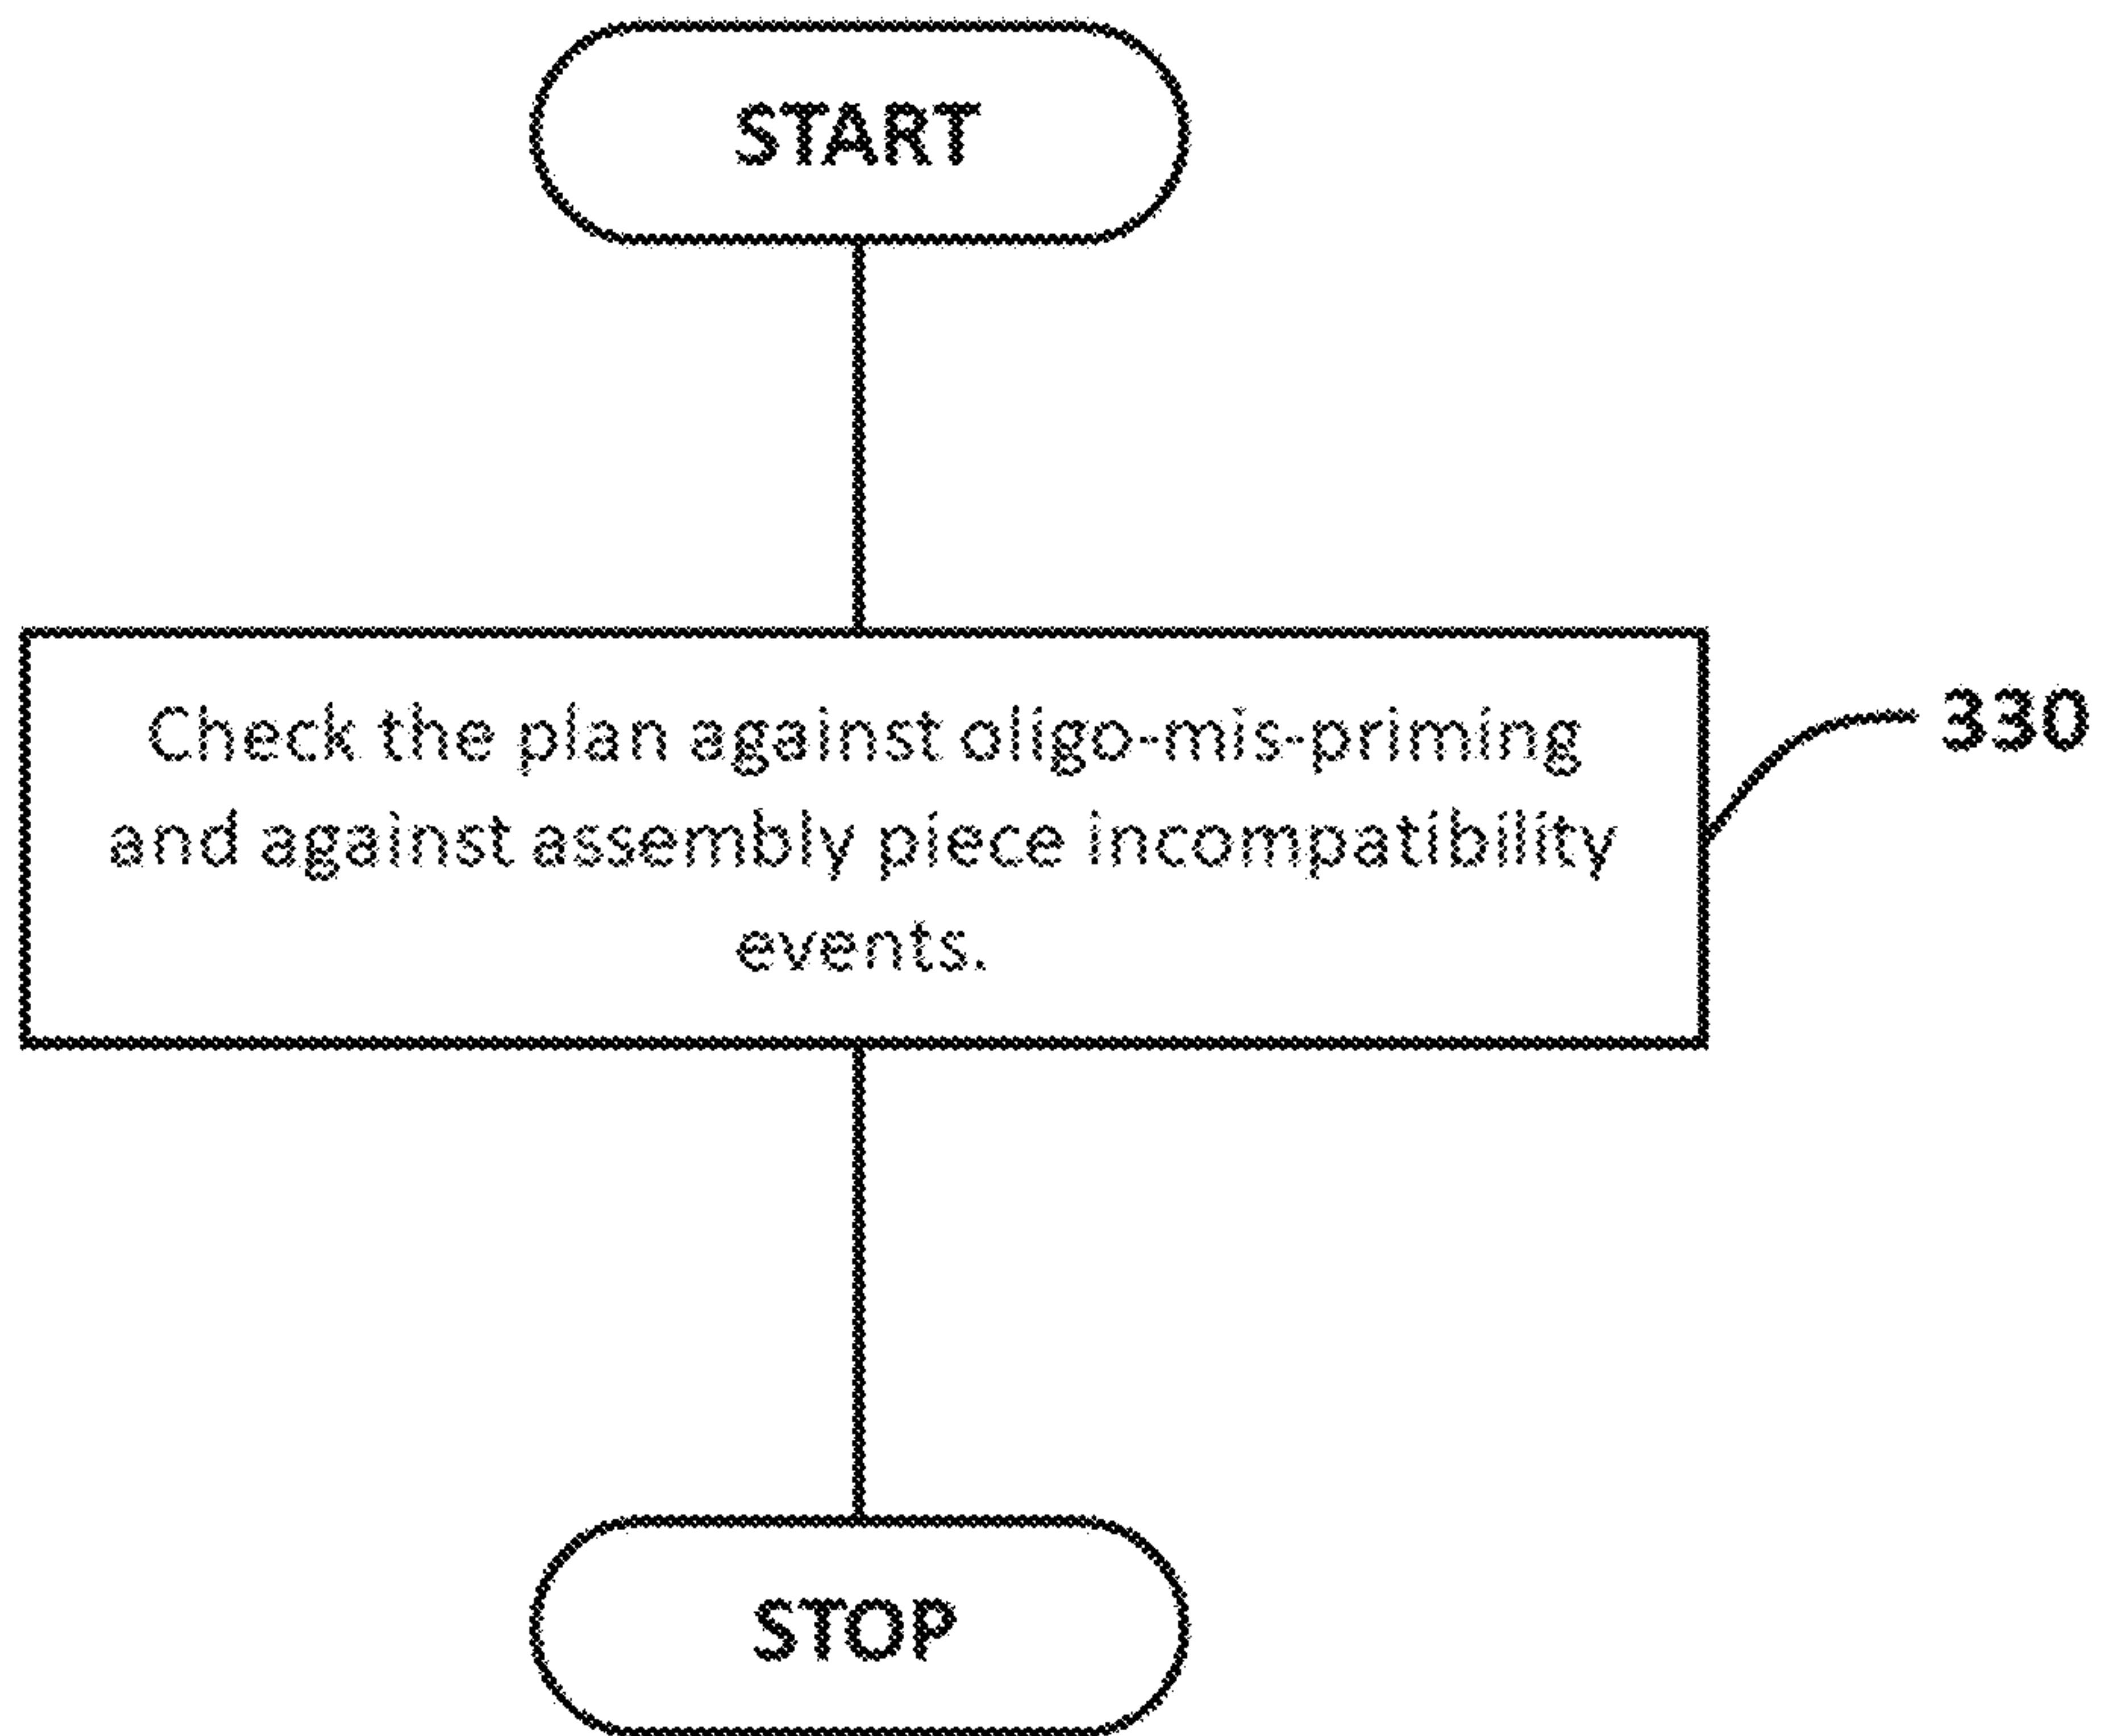 START
Check the plan against oligo-mis-priming
330
and against assembly piece incompatibility
events.
STOP